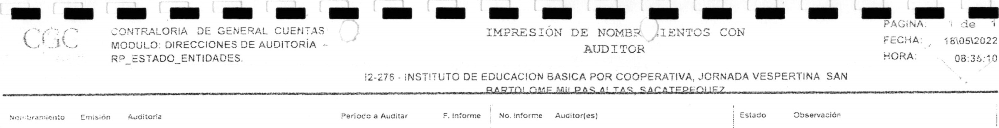 CGC
CONTRALORIA DE GENERAL CUENTAS
MODULO: DIRECCIONES DE AUDITORÍA
RP_ESTADO_ENTIDADES.
IMPRESIÓN DE NOMBR IENTOS CON
AUDITOR
PAGINA: 1 de 1
FECHA: 18\05\2022
HORA: 08:35:10
I2-276 - INSTITUTO DE EDUCACION BASICA POR COOPERATIVA, JORNADA VESPERTINA SAN
BARTOLOME MILPAS ALTAS, SACATEPEQUEZ
Nombramiento Emisión Auditoria Periodo a Auditar F. Informe No. Informe Auditor(es) Estado Observación